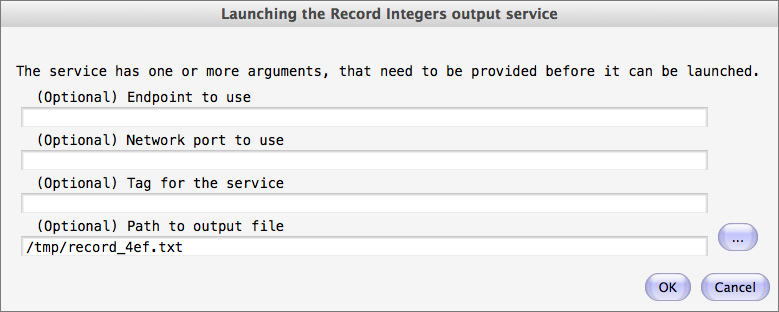 Launching the Record Integers output service
The service has one or more arguments, that need to be provided before it can be launched.
(Optional) Endpoint to use
(Optional) Network port to use
(Optional) Tag for the service
(Optional) Path to output file
/tmp/record_4ef.txt
...
OK Cancel